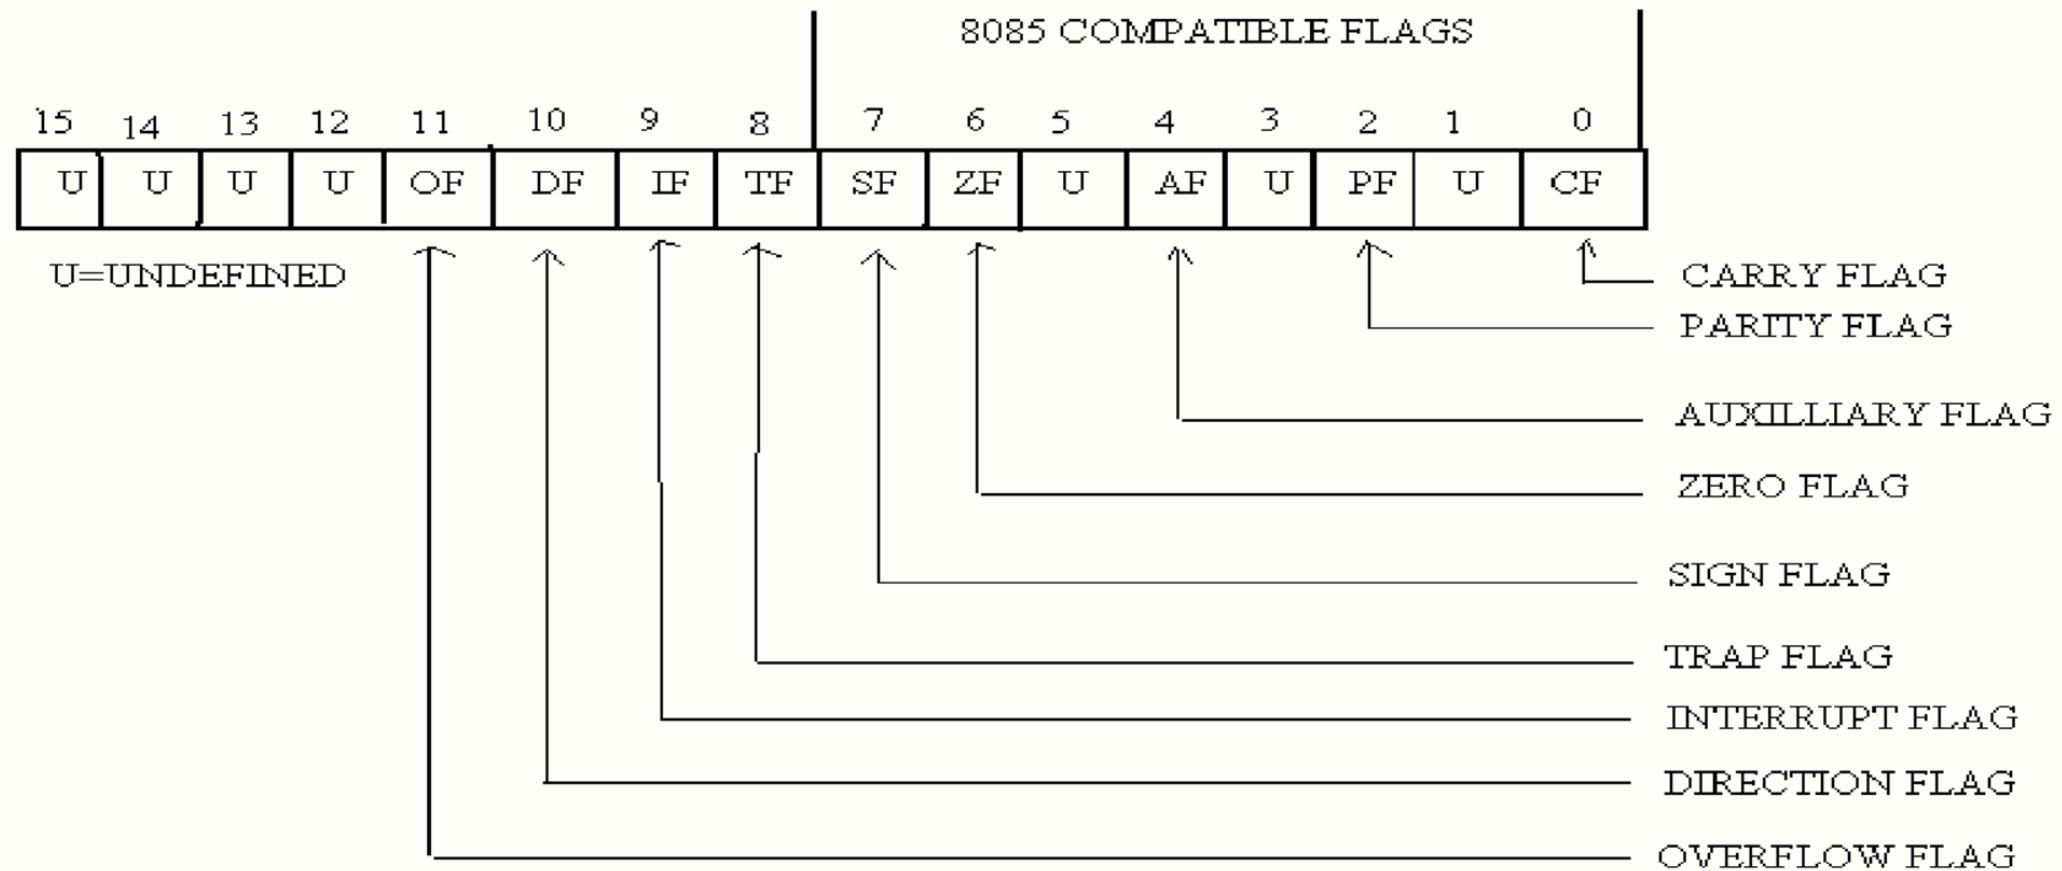 8085 COMPATIBLE FLAGS
15 14 13 12 11 10 9 8 7 6 5 4 3 2 1 0
U U U U OF DF IF TF SF ZF U AF U PF U CF
U=UNDEFINED
CARRY FLAG
PARITY FLAG
AUXILLIARY FLAG
ZERO FLAG
SIGN FLAG
TRAP FLAG
INTERRUPT FLAG
DIRECTION FLAG
OVERFLOW FLAG